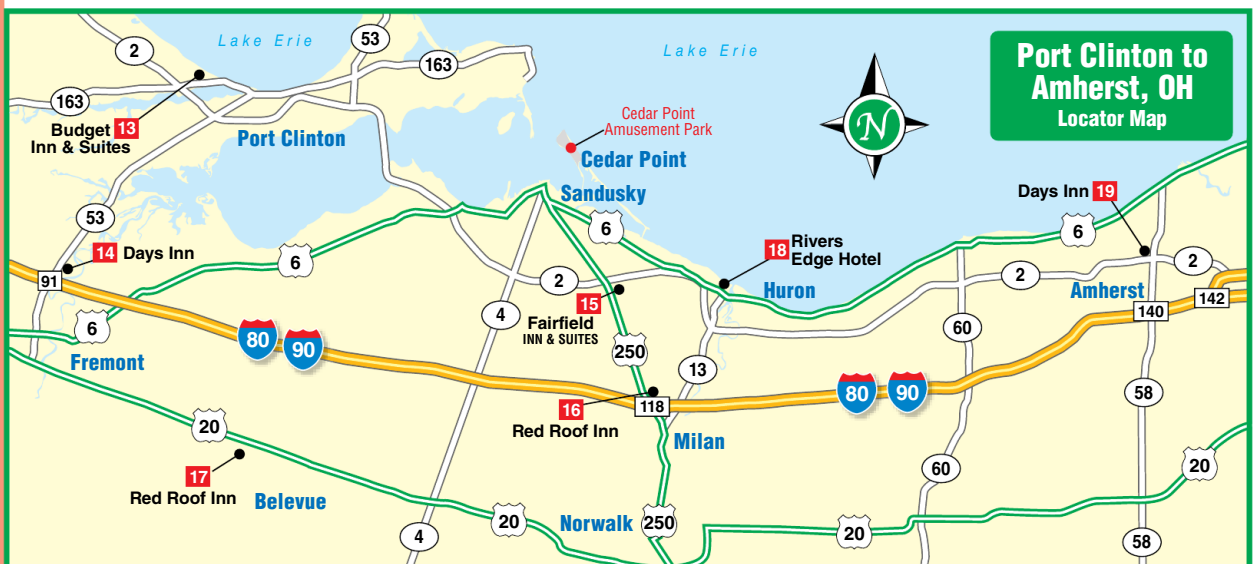 Port Clinton to
Amherst, OH
Locator Map
Lake Erie
Lake Erie
N
2
53
163
163
Budget 13
Inn & Suites
Port Clinton
Cedar Point
Amusement Park
Cedar Point
Sandusky
53
14 Days Inn
91
6
6
6
Fremont
80
90
2
4
15
Fairfield
INN & SUITES
250
13
18 Rivers
Edge Hotel
Huron
Days Inn 19
6
2
2
Amherst
142
140
60
58
80
90
118
16
Red Roof Inn
Milan
20
17
Red Roof Inn
Bellevue
20
4
Norwalk
250
20
60
20
58